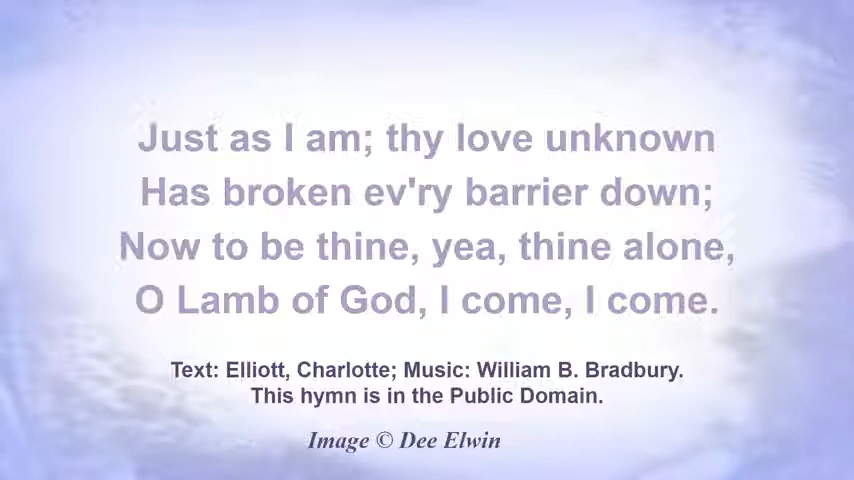 Just as I am; thy love unknown
Has broken ev'ry barrier down;
Now to be thine, yea, thine alone,
O Lamb of God, I come, I come.
Text: Elliott, Charlotte; Music: William B. Bradbury.
This hymn is in the Public Domain.
Image © Dee Elwin